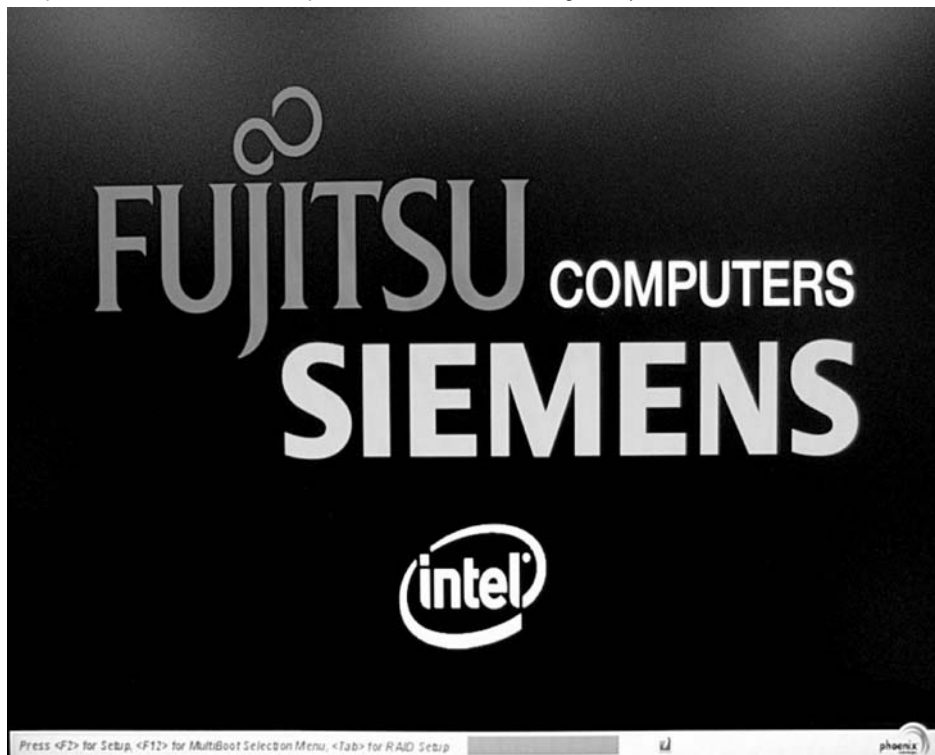 FUJITSU COMPUTERS
SIEMENS
intel
Press <F2> for Setup, <F12> for MultiBoot Selection Menu, <Tab> for RAID Setup
phoenix